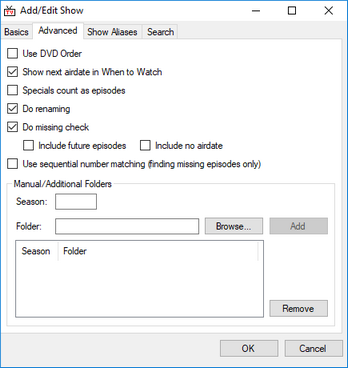 Add/Edit Show
Basics Advanced Show Aliases Search
Use DVD Order
Show next airdate in When to Watch
Specials count as episodes
Do renaming
Do missing check
Include future episodes Include no airdate
Use sequential number matching (finding missing episodes only)
Manual/Additional Folders
Season:
Folder: Browse... Add
Season Folder
Remove
OK Cancel